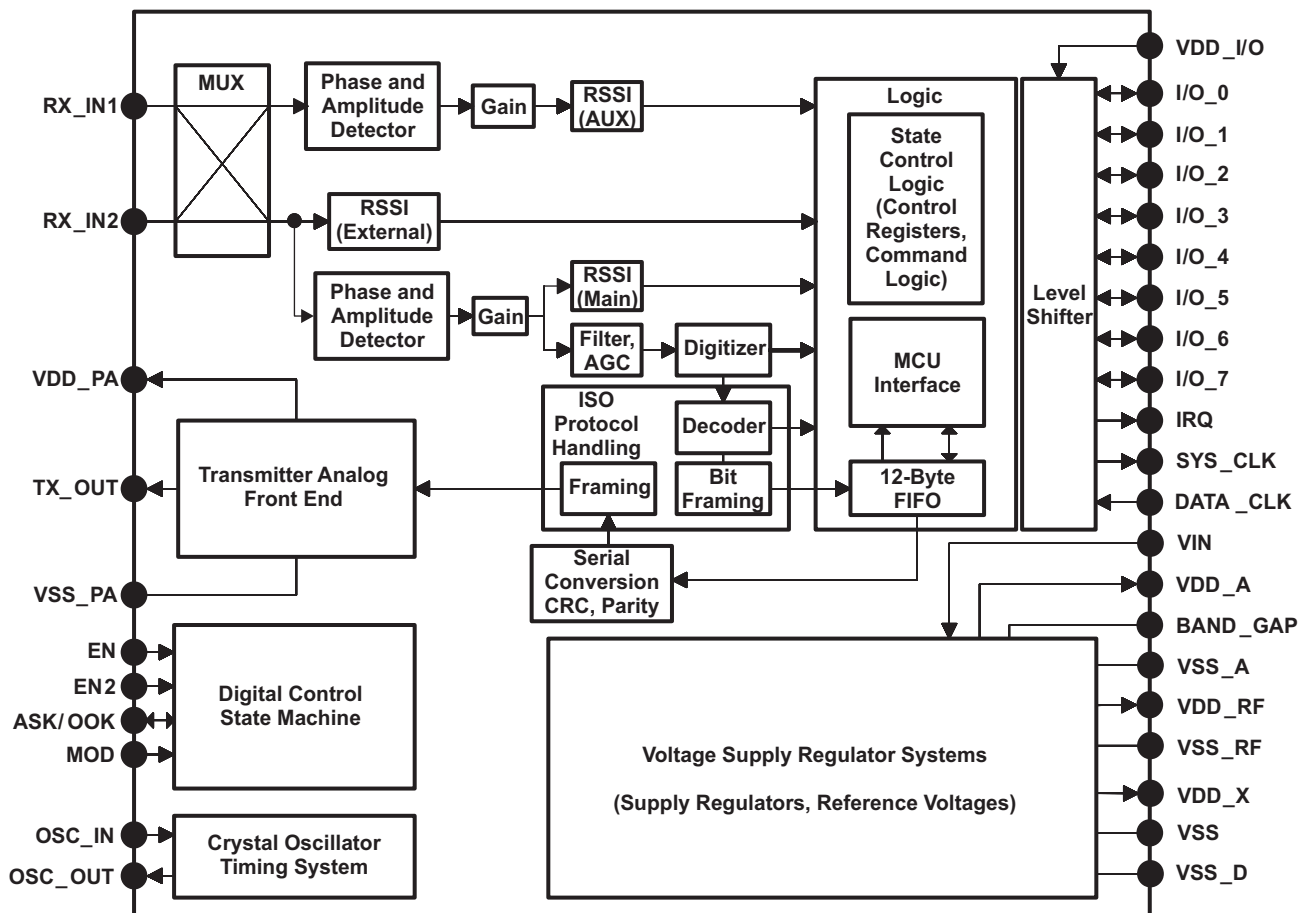 RX_IN1
RX_IN2
VDD_PA
TX_OUT
VSS_PA
EN
EN2
ASK/OOK
MOD
OSC_IN
OSC_OUT
MUX
Phase and
Amplitude
Detector
Gain
RSSI
(AUX)
RSSI
(External)
Phase and
Amplitude
Detector
Gain
RSSI
(Main)
Filter,
AGC
Digitizer
ISO
Protocol
Handling
Decoder
Framing
Bit
Framing
Serial
Conversion
CRC, Parity
Logic
State
Control
Logic
(Control
Registers,
Command
Logic)
MCU
Interface
12-Byte
FIFO
Level
Shifter
Transmitter Analog
Front End
Digital Control
State Machine
Crystal Oscillator
Timing System
Voltage Supply Regulator Systems
(Supply Regulators, Reference Voltages)
VDD_I/O
I/O_0
I/O_1
I/O_2
I/O_3
I/O_4
I/O_5
I/O_6
I/O_7
IRQ
SYS_CLK
DATA_CLK
VIN
VDD_A
BAND_GAP
VSS_A
VDD_RF
VSS_RF
VDD_X
VSS
VSS_D